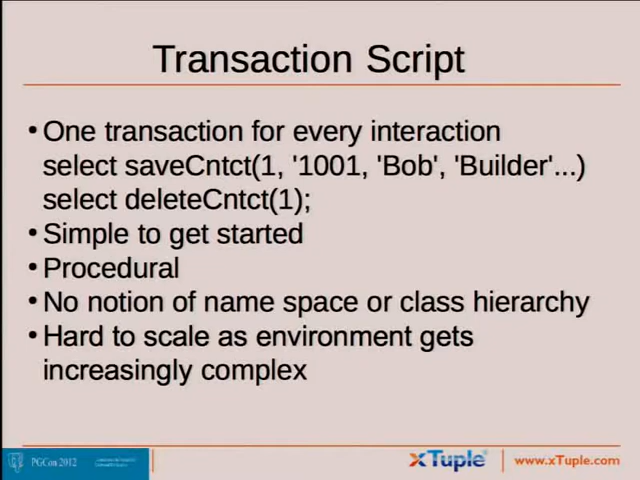 Transaction Script
• One transaction for every interaction
select saveCntct(1, '1001, 'Bob', 'Builder'...)
select deleteCntct(1);
• Simple to get started
• Procedural
• No notion of name space or class hierarchy
• Hard to scale as environment gets
increasingly complex
PGCon 2012
xTuple
www.xTuple.com